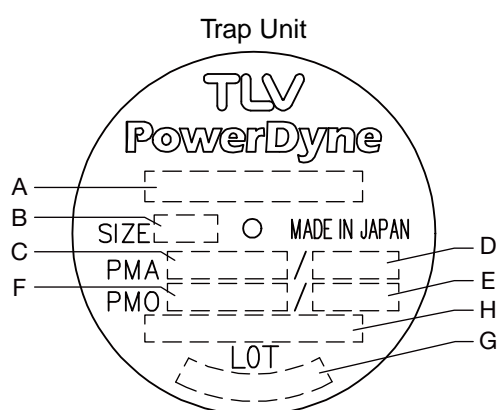 Trap Unit
TLV
PowerDyne
A
B
SIZE
MADE IN JAPAN
C
D
PMA /
F
E
PMO /
H
LOT
G